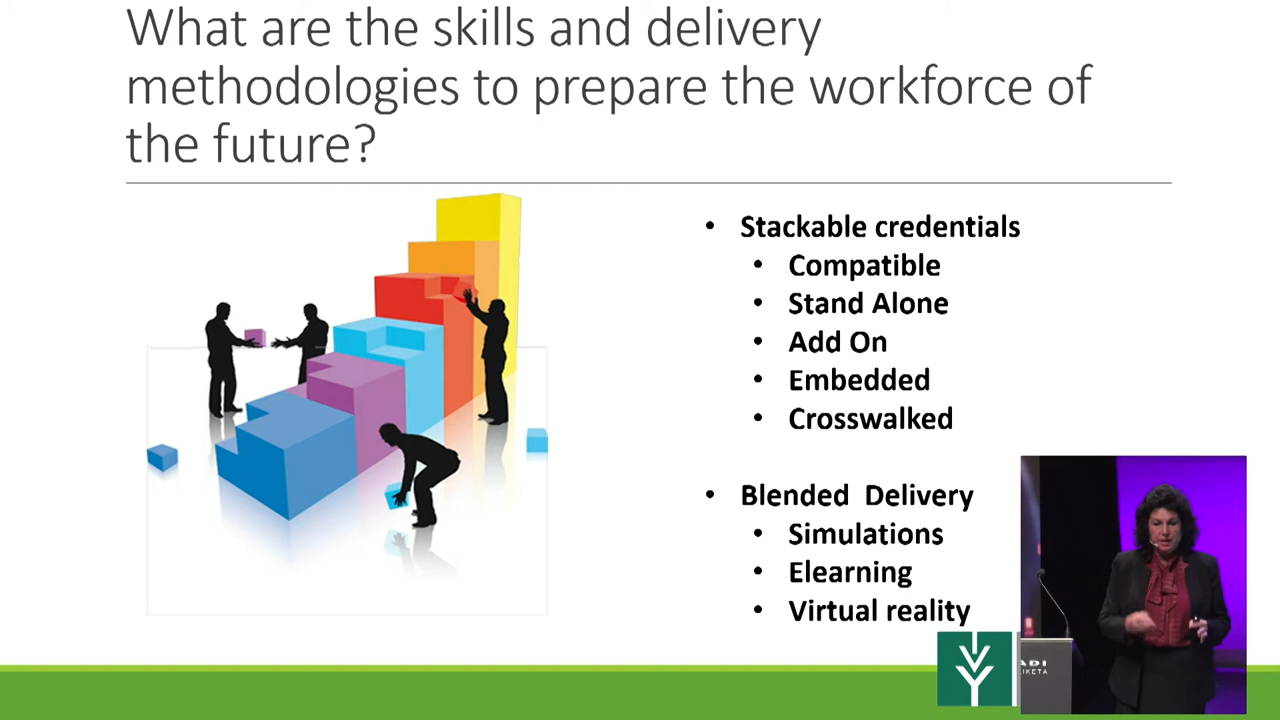 What are the skills and delivery
methodologies to prepare the workforce of
the future?
• Stackable credentials
• Compatible
• Stand Alone
• Add On
• Embedded
• Crosswalked
• Blended Delivery
• Simulations
• Elearning
• Virtual reality